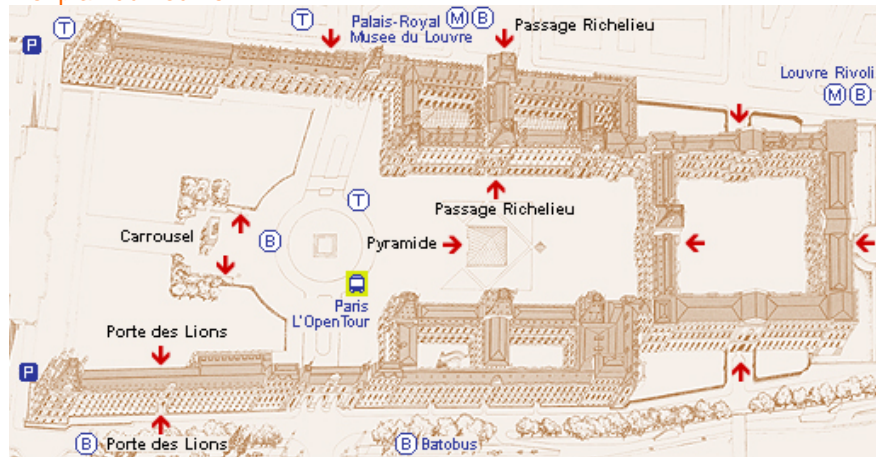 T
T
Palais-Royal M B
Musee du Louvre
Passage Richelieu
P
Louvre Rivoli
M B
T
Passage Richelieu
Carrousel
B
Pyramide
Paris
L'OpenTour
Porte des Lions
P
B Porte des Lions
B Batobus